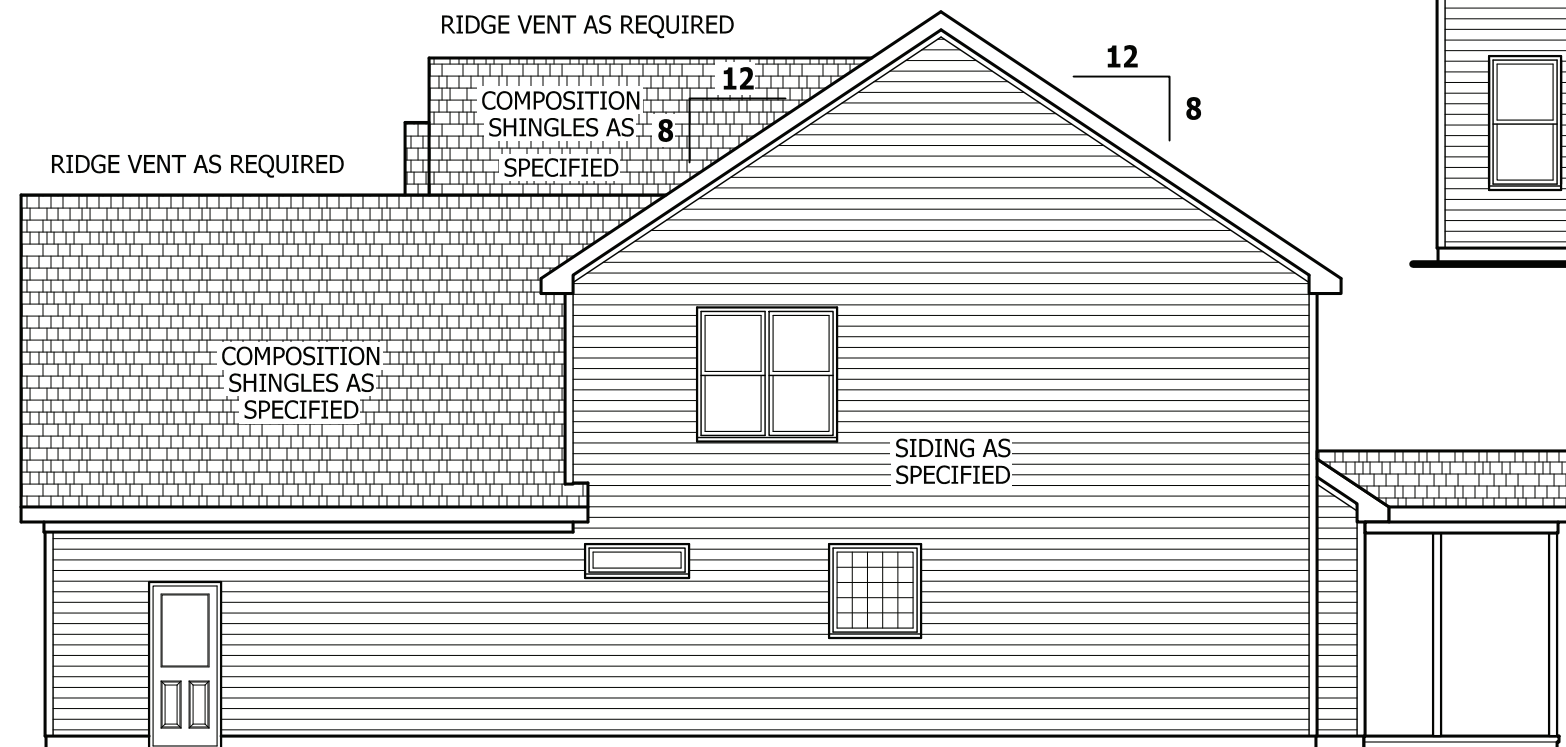 RIDGE VENT AS REQUIRED
12
8
COMPOSITION
SHINGLES AS
SPECIFIED
12
8
RIDGE VENT AS REQUIRED
COMPOSITION
SHINGLES AS
SPECIFIED
SIDING AS
SPECIFIED